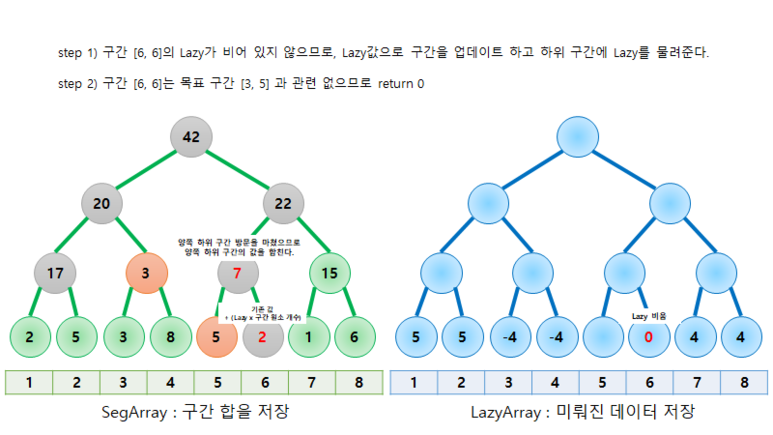 step 1) 구간 [6, 6]의 Lazy가 비어 있지 않으므로, Lazy값으로 구간을 업데이트 하고 하위 구간에 Lazy를 물려준다.
step 2) 구간 [6, 6]는 목표 구간 [3, 5] 과 관련 없으므로 return 0
42
20 22
양쪽 하위 구간 방문을 마쳤으므로
양쪽 하위 구간의 값을 합친다.
17 3 7 15
기존 값
+ (Lazy x 구간 원소 개수)
2 5 3 8 5 2 1 6
1 2 3 4 5 6 7 8
SegArray : 구간 합을 저장
Lazy 비움
5 5 -4 -4 0 4 4
1 2 3 4 5 6 7 8
LazyArray : 미뤄진 데이터 저장